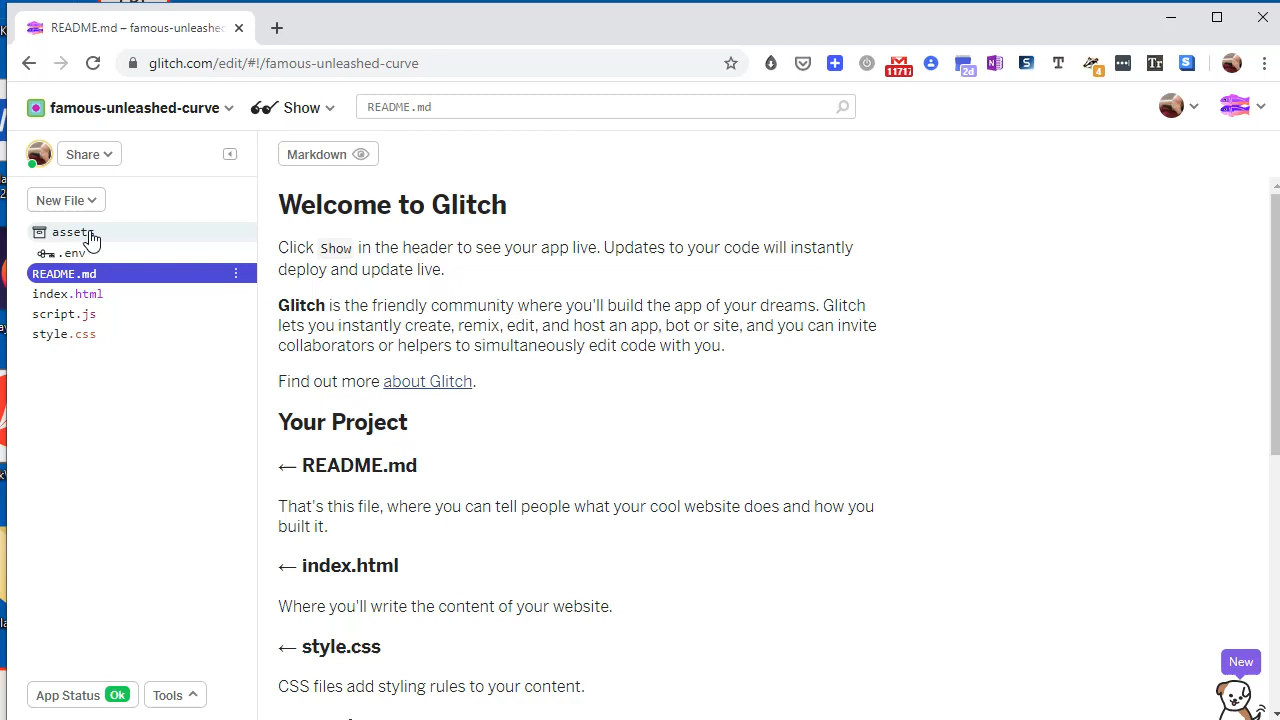 README.md – famous-unleashe
glitch.com/edit/#!/famous-unleashed-curve
11717
2d
4
famous-unleashed-curve
Show
README.md
Share
Markdown
New File
assets
.env
README.md
index.html
script.js
style.css
Welcome to Glitch
Click Show in the header to see your app live. Updates to your code will instantly
deploy and update live.
Glitch is the friendly community where you'll build the app of your dreams. Glitch
lets you instantly create, remix, edit, and host an app, bot or site, and you can invite
collaborators or helpers to simultaneously edit code with you.
Find out more about Glitch.
Your Project
← README.md
That's this file, where you can tell people what your cool website does and how you
built it.
← index.html
Where you'll write the content of your website.
← style.css
CSS files add styling rules to your content.
App Status Ok
Tools
New